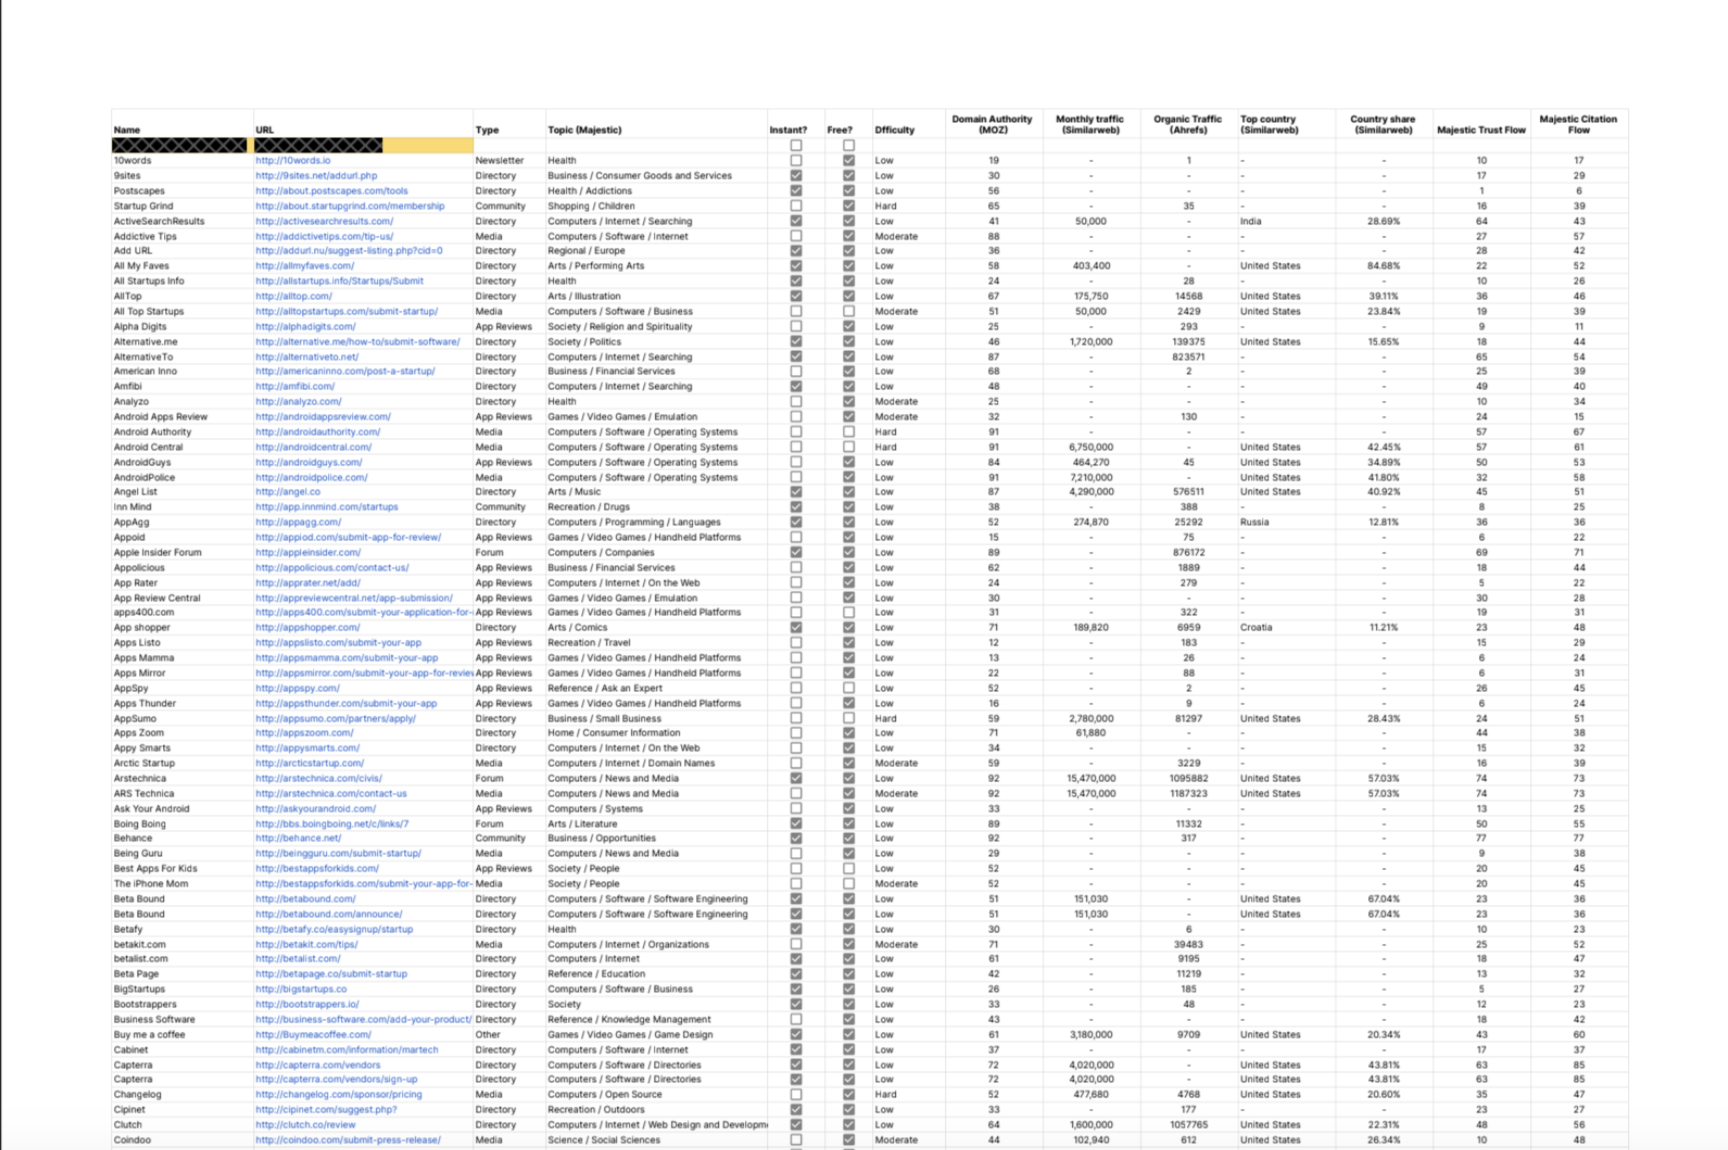 Name URL Type Topic (Majestic) Instant? Free? Dfficulty Domain Authority (MOZ) Monthly traffic (Similarweb) Organic Traffic (Ahrefs) Top country (Similarweb) Country share (Similarweb) Majestic Trust Flow Majestic Citation Flow
10words http://10words.io Newsletter Health Low 19 - 1 - - 10 17
9sites http://9sites.net/addurl.php Directory Business / Consumer Goods and Services Low 30 - - - - 17 29
Postscapes http://about.postscapes.com/tools Directory Health / Addictions Low 56 - - - - 1 6
Startup Grind http://about.startupgrind.com/membership Community Shopping / Children Hard 65 - 35 - - 16 39
ActiveSearchResults http://activesearchresults.com/ Directory Computers / Internet / Searching Low 41 50,000 - India 28.69% 64 43
Addictive Tips http://addictivetips.com/tip-us/ Media Computers / Software / Internet Moderate 88 - - - - 27 57
Add URL http://addurl.nu/suggest-listing.php?cid=0 Directory Regional / Europe Low 36 - - - - 28 42
All My Faves http://allmyfaves.com/ Directory Arts / Performing Arts Low 58 403,400 - United States 84.68% 22 52
All Startups Info http://allstartups.info/Startups/Submit Directory Health Low 24 - 28 - - 10 26
AllTop http://alltop.com/ Directory Arts / Illustration Low 67 175,750 14568 United States 39.11% 36 46
All Top Startups http://alltopstartups.com/submit-startup/ Media Computers / Software / Business Moderate 51 50,000 2429 United States 23.84% 19 39
Alpha Digits http://alphadigits.com/ App Reviews Society / Religion and Spirituality Low 25 - 293 - - 9 11
Alternative.me http://alternative.me/how-to/submit-software/ Directory Society / Politics Low 46 1,720,000 139375 United States 15.65% 18 44
AlternativeTo http://alternativeto.net/ Directory Computers / Internet / Searching Low 87 - 823571 - - 65 54
American Inno http://americaninno.com/post-a-startup/ Directory Business / Financial Services Low 68 - 2 - - 25 39
Amfibi http://amfibi.com/ Directory Computers / Internet / Searching Low 48 - - - - 49 40
Analyzo http://analyzo.com/ Directory Health Moderate 25 - - - - 10 34
Android Apps Review http://androidappsreview.com/ App Reviews Games / Video Games / Emulation Moderate 32 - 130 - - 24 15
Android Authority http://androidauthority.com/ Media Computers / Software / Operating Systems Hard 91 - - - - 57 67
Android Central http://androidcentral.com/ Media Computers / Software / Operating Systems Hard 91 6,750,000 - United States 42.45% 57 61
AndroidGuys http://androidguys.com/ App Reviews Computers / Software / Operating Systems Low 84 464,270 45 United States 34.89% 50 53
AndroidPolice http://androidpolice.com/ Media Computers / Software / Operating Systems Low 91 7,210,000 - United States 41.80% 32 58
Angel List http://angel.co Directory Arts / Music Low 87 4,290,000 576511 United States 40.92% 45 51
Inn Mind http://app.innmind.com/startups Community Recreation / Drugs Low 38 - 388 - - 8 25
AppAgg http://appagg.com/ Directory Computers / Programming / Languages Low 52 274,870 25292 Russia 12.81% 36 36
Appoid http://appiod.com/submit-app-for-review/ App Reviews Games / Video Games / Handheld Platforms Low 15 - 75 - - 6 22
Apple Insider Forum http://appleinsider.com/ Forum Computers / Companies Low 89 - 876172 - - 69 71
Appolicious http://appolicious.com/contact-us/ App Reviews Business / Financial Services Low 62 - 1889 - - 18 44
App Rater http://apprater.net/add/ App Reviews Computers / Internet / On the Web Low 24 - 279 - - 5 22
App Review Central http://appreviewcentral.net/app-submission/ App Reviews Games / Video Games / Emulation Low 30 - - - - 30 28
apps400.com http://apps400.com/submit-your-application-for- App Reviews Games / Video Games / Handheld Platforms Low 31 - 322 - - 19 31
App shopper http://appshopper.com/ Directory Arts / Comics Low 71 189,820 6959 Croatia 11.21% 23 48
Apps Listo http://appslisto.com/submit-your-app App Reviews Recreation / Travel Low 12 - 183 - - 15 29
Apps Mamma http://appsmamma.com/submit-your-app App Reviews Games / Video Games / Handheld Platforms Low 13 - 26 - - 6 24
Apps Mirror http://appsmirror.com/submit-your-app-for-review App Reviews Games / Video Games / Handheld Platforms Low 22 - 88 - - 6 31
AppSpy http://appspy.com/ App Reviews Reference / Ask an Expert Low 52 - 2 - - 26 45
Apps Thunder http://appsthunder.com/submit-your-app App Reviews Games / Video Games / Handheld Platforms Low 16 - 9 - - 6 24
AppSumo http://appsumo.com/partners/apply/ Directory Business / Small Business Hard 59 2,780,000 81297 United States 28.43% 24 51
Apps Zoom http://appszoom.com/ Directory Home / Consumer Information Low 71 61,880 - - - 44 38
Appy Smarts http://appysmarts.com/ Directory Computers / Internet / On the Web Low 34 - - - - 15 32
Arctic Startup http://arcticstartup.com/ Media Computers / Internet / Domain Names Moderate 59 - 3229 - - 16 39
Arstechnica http://arstechnica.com/civis/ Forum Computers / News and Media Low 92 15,470,000 1095882 United States 57.03% 74 73
ARS Technica http://arstechnica.com/contact-us Media Computers / News and Media Moderate 92 15,470,000 1187323 United States 57.03% 74 73
Ask Your Android http://askyourandroid.com/ App Reviews Computers / Systems Low 33 - - - - 13 25
Boing Boing http://bbs.boingboing.net/c/links/7 Forum Arts / Literature Low 89 - 11332 - - 50 55
Behance http://behance.net/ Community Business / Opportunities Low 92 - 317 - - 77 77
Being Guru http://beingguru.com/submit-startup/ Media Computers / News and Media Low 29 - - - - 9 38
Best Apps For Kids http://bestappsforkids.com/ App Reviews Society / People Low 52 - - - - 20 45
The iPhone Mom http://bestappsforkids.com/submit-your-app-for- Media Society / People Moderate 52 - - - - 20 45
Beta Bound http://betabound.com/ Directory Computers / Software / Software Engineering Low 51 151,030 - United States 67.04% 23 36
Beta Bound http://betabound.com/announce/ Directory Computers / Software / Software Engineering Low 51 151,030 - United States 67.04% 23 36
Betafy http://betafy.co/easysignup/startup Directory Health Low 30 - 6 - - 10 23
betakit.com http://betakit.com/tips/ Media Computers / Internet / Organizations Moderate 71 - 39483 - - 25 52
betalist.com http://betalist.com/ Directory Computers / Internet Low 61 - 9195 - - 18 47
Beta Page http://betapage.co/submit-startup Directory Reference / Education Low 42 - 11219 - - 13 32
BigStartups http://bigstartups.co Directory Computers / Software / Business Low 26 - 185 - - 5 27
Bootstrappers http://bootstrappers.io/ Directory Society Low 33 - 48 - - 12 23
Business Software http://business-software.com/add-your-product/ Directory Reference / Knowledge Management Low 43 - - - - 18 42
Buy me a coffee http://Buymeacoffee.com/ Other Games / Video Games / Game Design Low 61 3,180,000 9709 United States 20.34% 43 60
Cabinet http://cabinetm.com/information/martech Directory Computers / Software / Internet Low 37 - - - - 17 37
Capterra http://capterra.com/vendors Directory Computers / Software / Directories Low 72 4,020,000 - United States 43.81% 63 85
Capterra http://capterra.com/vendors/sign-up Directory Computers / Software / Directories Low 72 4,020,000 - United States 43.81% 63 85
Changelog http://changelog.com/sponsor/pricing Media Computers / Open Source Hard 52 477,680 4768 United States 20.60% 35 47
Cipinet http://cipinet.com/suggest.php? Directory Recreation / Outdoors Low 33 - 177 - - 23 27
Clutch http://clutch.co/review Directory Computers / Internet / Web Design and Developm Low 64 1,600,000 1057765 United States 22.31% 48 56
Coindoo http://coindoo.com/submit-press-release/ Media Science / Social Sciences Moderate 44 102,940 612 United States 26.34% 10 48